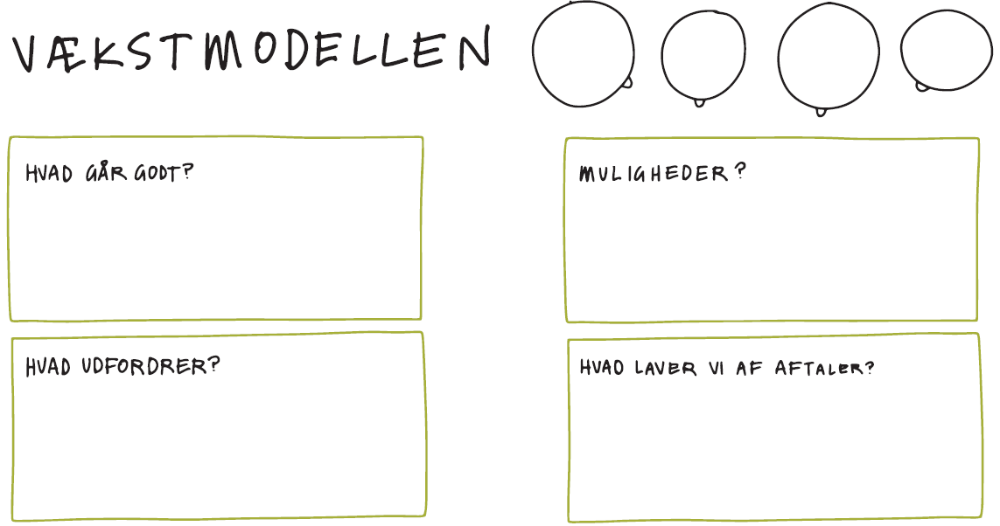 VÆKSTMODELLEN
HVAD GÅR GODT?
MULIGHEDER?
HVAD UDFORDRER?
HVAD LAVER VI AF AFTALER?